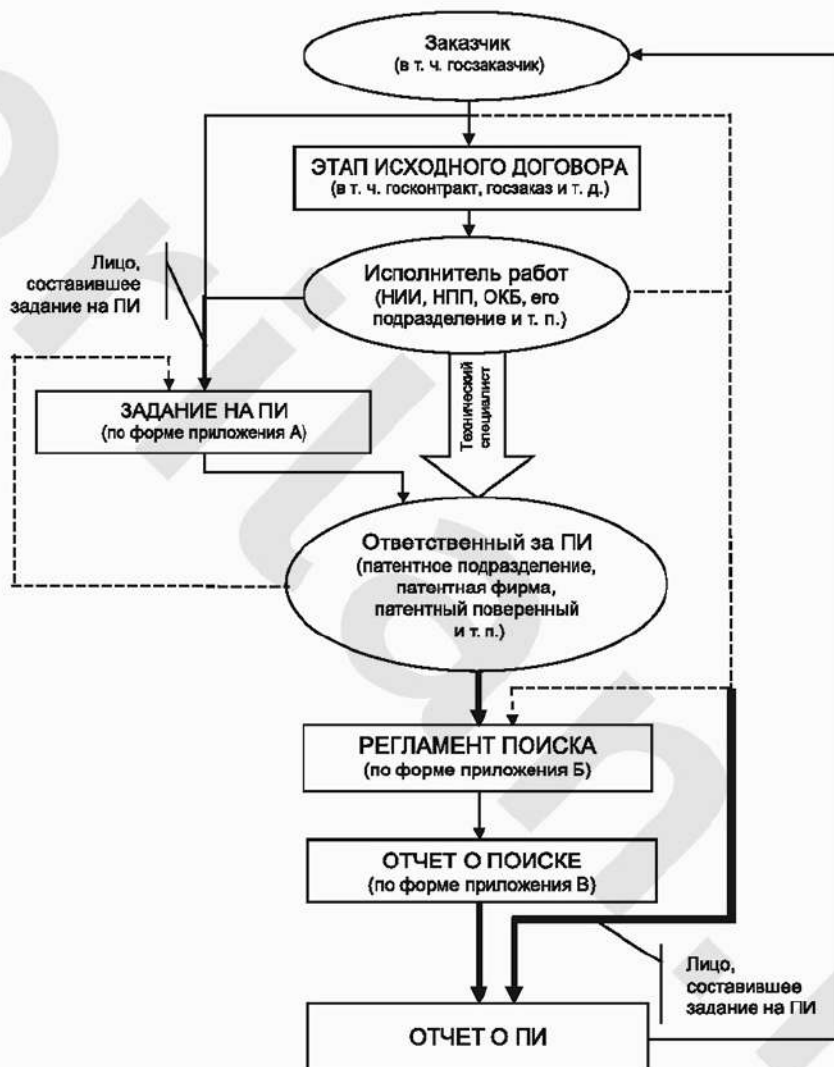 Заказчик
(в т. ч. госзаказчик)
ЭТАП ИСХОДНОГО ДОГОВОРА
(в т. ч. госконтракт, госзаказ и т. д.)
Лицо,
составившее
задание на ПИ
Исполнитель работ
(НИИ, НПП, ОКБ, его
подразделение и т. п.)
Технический
специалист
ЗАДАНИЕ НА ПИ
(по форме приложения А)
Ответственный за ПИ
(патентное подразделение,
патентная фирма,
патентный поверенный
и т. п.)
РЕГЛАМЕНТ ПОИСКА
(по форме приложения Б)
ОТЧЕТ О ПОИСКЕ
(по форме приложения В)
Лицо,
составившее
задание на ПИ
ОТЧЕТ О ПИ